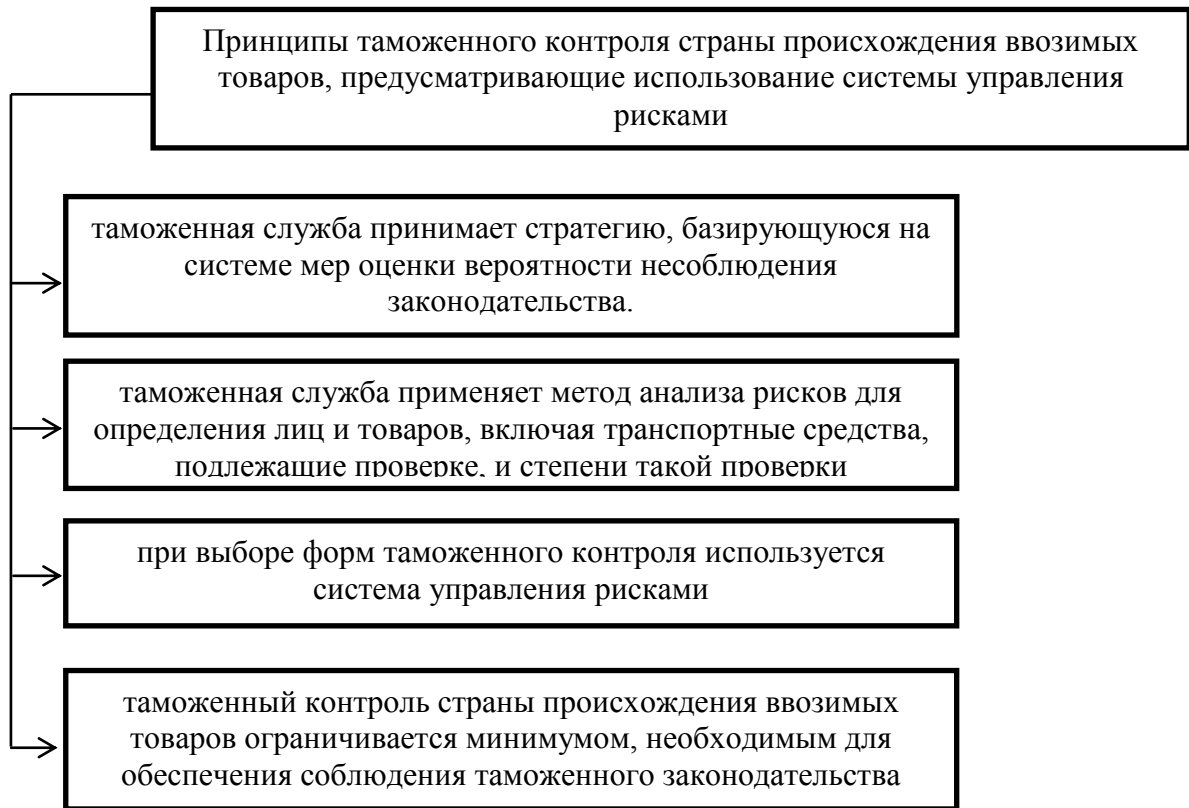 Принципы таможенного контроля страны происхождения ввозимых
товаров, предусматривающие использование системы управления
рисками
таможенная служба принимает стратегию, базирующуюся на
системе мер оценки вероятности несоблюдения
законодательства.
таможенная служба применяет метод анализа рисков для
определения лиц и товаров, включая транспортные средства,
подлежащие проверке, и степени такой проверки
при выборе форм таможенного контроля используется
система управления рисками
таможенный контроль страны происхождения ввозимых
товаров ограничивается минимумом, необходимым для
обеспечения соблюдения таможенного законодательства